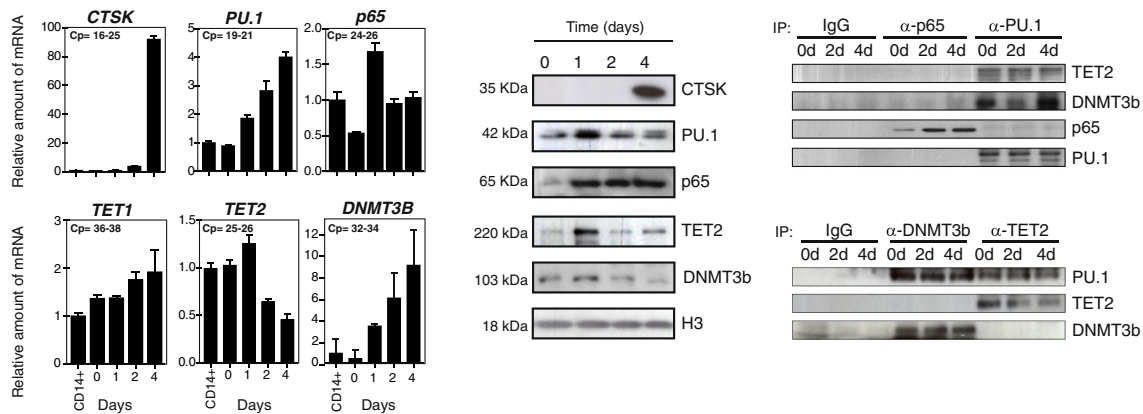 CTSK
Cp= 16-25
Relative amount of mRNA
100
80
60
40
20
0
PU.1
Cp= 19-21
5
4
3
2
1
0
p65
Cp= 24-26
2.0
1.5
1.0
0.5
0.0
TET1
Cp= 36-38
Relative amount of mRNA
3
2
1
0
CD14+ 0 1 2 4
Days
TET2
Cp= 25-26
1.5
1.0
0.5
0.0
CD14+ 0 1 2 4
Days
DNMT3B
Cp= 32-34
12
10
8
6
4
2
0
CD14+ 0 1 2 4
Days
Time (days)
0 1 2 4
35 KDa CTSK
42 kDa PU.1
65 KDa p65
220 kDa TET2
103 kDa DNMT3b
18 kDa H3
IP: IgG α-p65 α-PU.1
0d 2d 4d 0d 2d 4d 0d 2d 4d
TET2
DNMT3b
p65
PU.1
IP: IgG α-DNMT3b α-TET2
0d 2d 4d 0d 2d 4d 0d 2d 4d
PU.1
TET2
DNMT3b